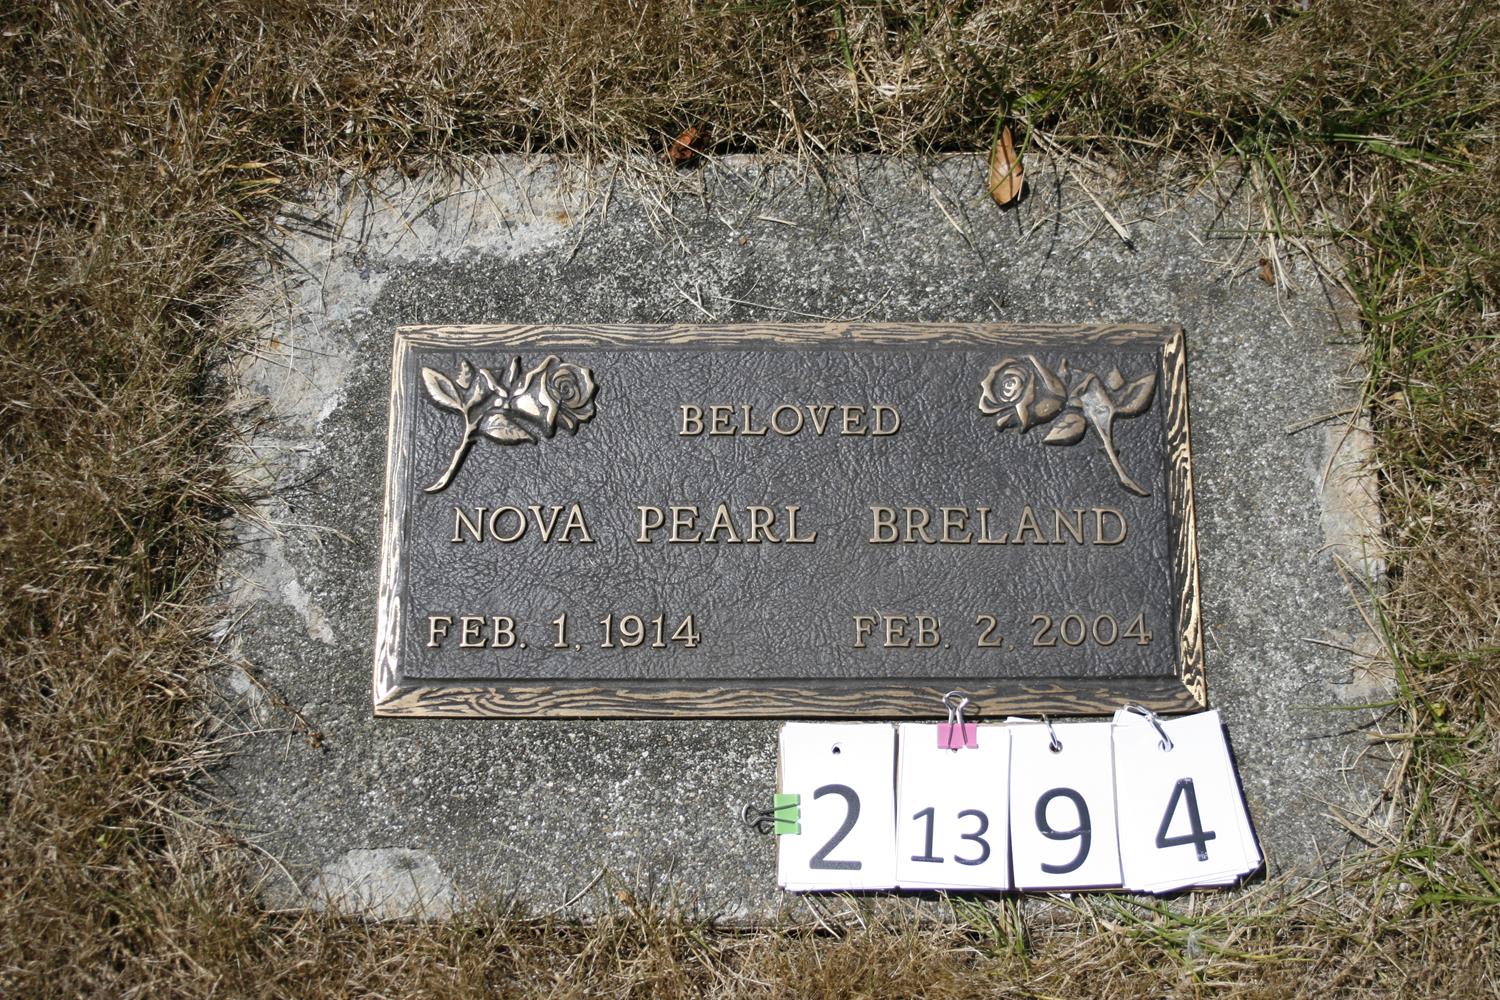 BELOVED
NOVA PEARL BRELAND
FEB. 1, 1914 FEB. 2, 2004
2 13 9 4